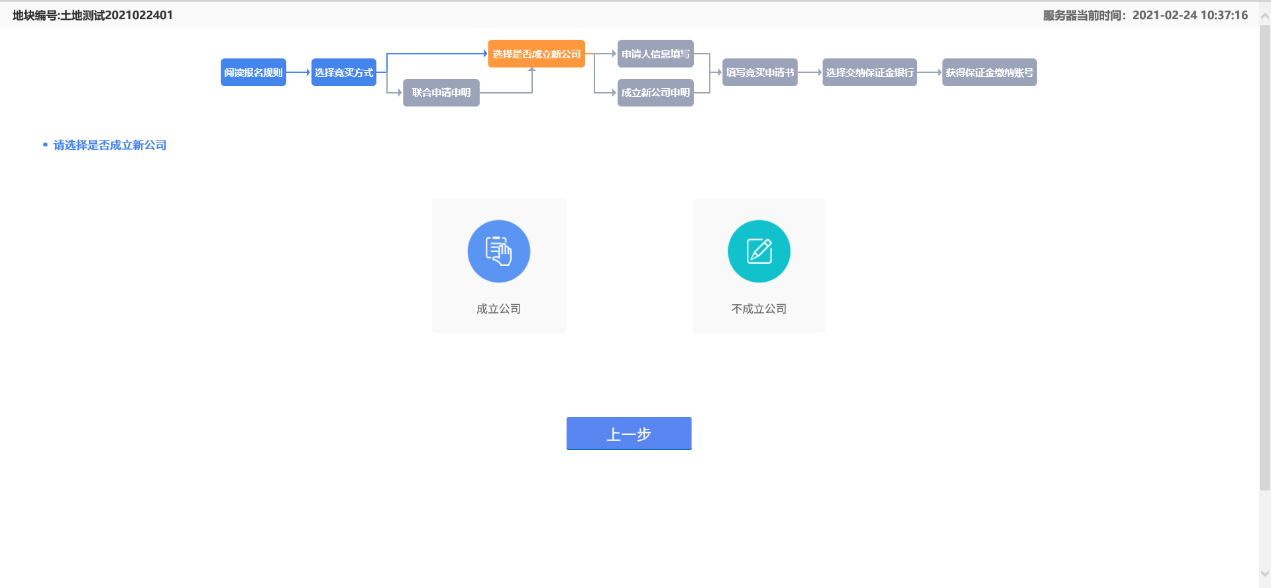 地块编号:土地测试2021022401
服务器当前时间：2021-02-24 10:37:16
阅读报名规则
选择竞买方式
选择是否成立新公司
联合申请申明
申请人信息填写
成立新公司申明
填写竞买申请书
选择交纳保证金银行
获得保证金缴纳账号
请选择是否成立新公司
成立公司
不成立公司
上一步